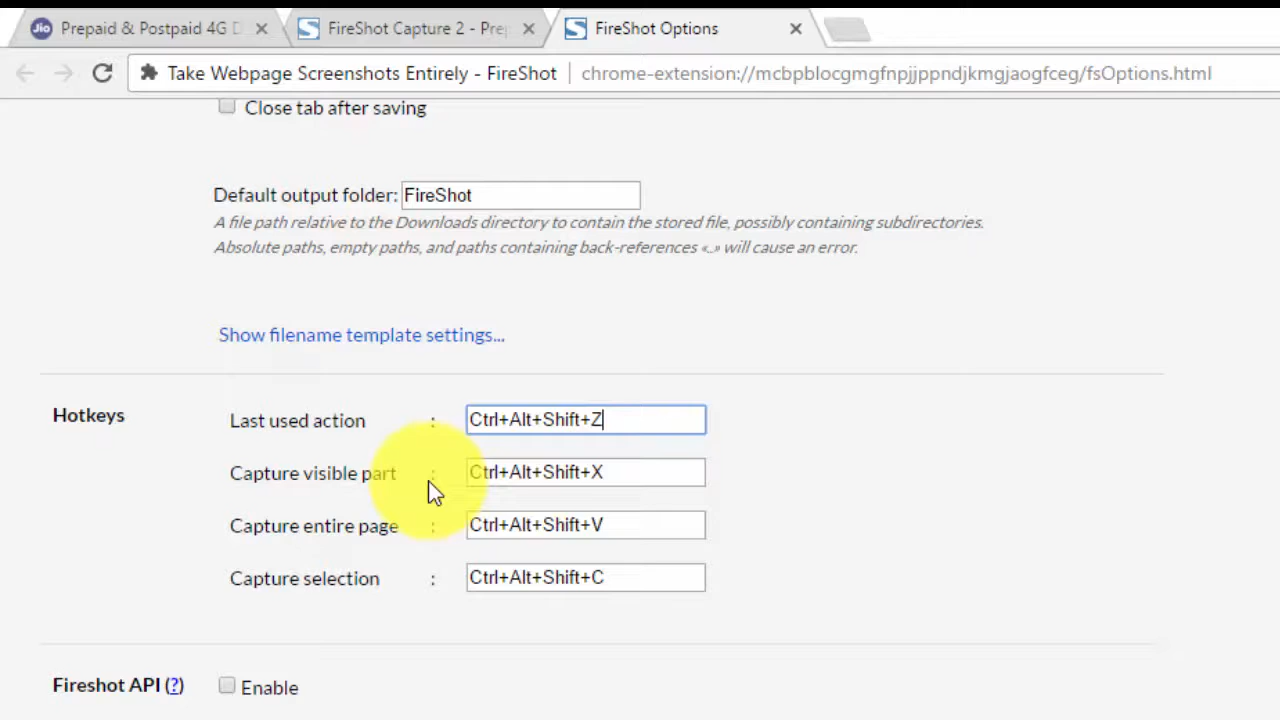 Jio Prepaid & Postpaid 4G D
FireShot Capture 2 - Prep
FireShot Options
Take Webpage Screenshots Entirely - FireShot
chrome-extension://mcbpblocgmgfnpjjppndjkmgjaogfceg/fsOptions.html
Close tab after saving
Default output folder: FireShot
A file path relative to the Downloads directory to contain the stored file, possibly containing subdirectories.
Absolute paths, empty paths, and paths containing back-references «..» will cause an error.
Show filename template settings...
Hotkeys
Last used action : Ctrl+Alt+Shift+Z
Capture visible part : Ctrl+Alt+Shift+X
Capture entire page : Ctrl+Alt+Shift+V
Capture selection : Ctrl+Alt+Shift+C
Fireshot API (?) Enable